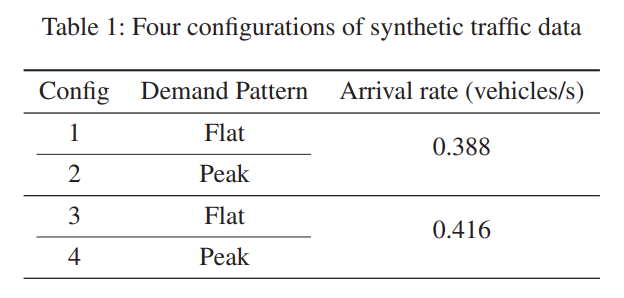 Table 1: Four configurations of synthetic traffic data
Config Demand Pattern Arrival rate (vehicles/s)
1 Flat
0.388
2 Peak
3 Flat
0.416
4 Peak